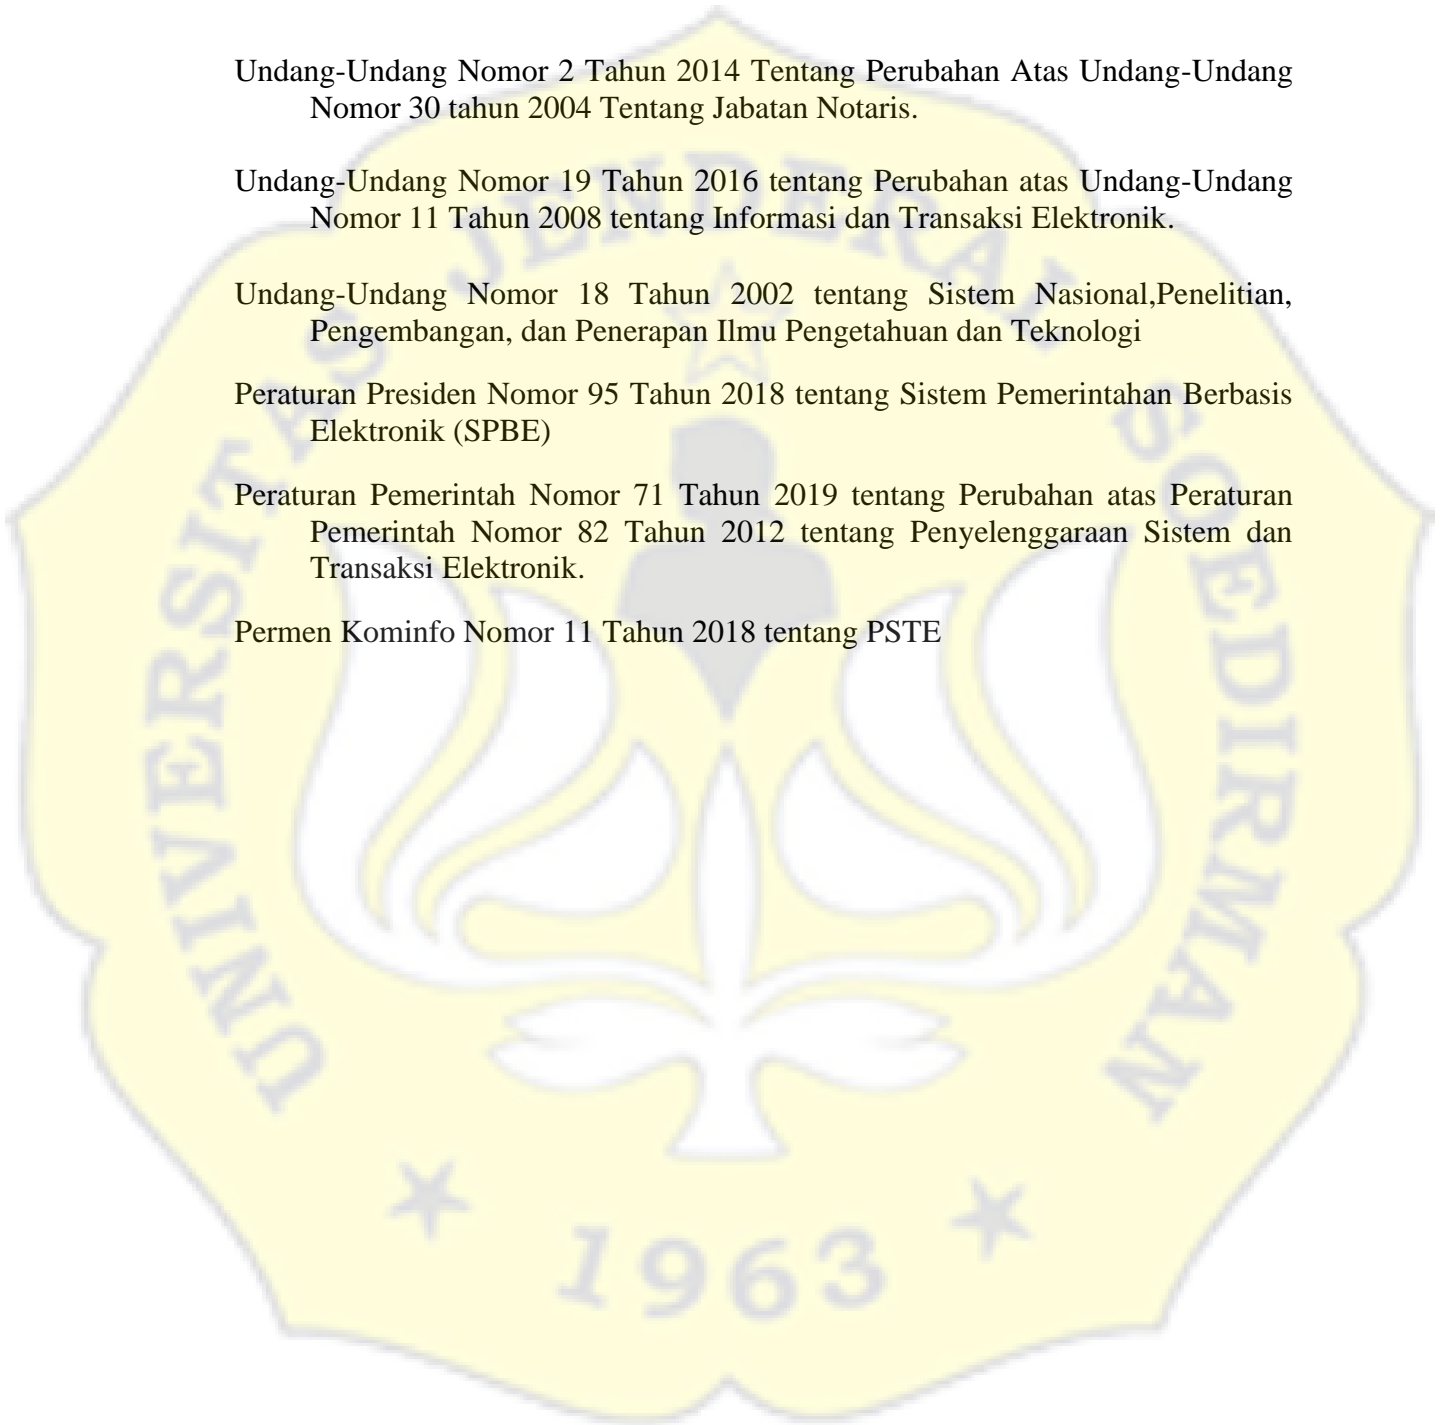 Undang-Undang Nomor 2 Tahun 2014 Tentang Perubahan Atas Undang-Undang
Nomor 30 tahun 2004 Tentang Jabatan Notaris.
Undang-Undang Nomor 19 Tahun 2016 tentang Perubahan atas Undang-Undang
Nomor 11 Tahun 2008 tentang Informasi dan Transaksi Elektronik.
Undang-Undang Nomor 18 Tahun 2002 tentang Sistem Nasional,Penelitian,
Pengembangan, dan Penerapan Ilmu Pengetahuan dan Teknologi
Peraturan Presiden Nomor 95 Tahun 2018 tentang Sistem Pemerintahan Berbasis
Elektronik (SPBE)
Peraturan Pemerintah Nomor 71 Tahun 2019 tentang Perubahan atas Peraturan
Pemerintah Nomor 82 Tahun 2012 tentang Penyelenggaraan Sistem dan
Transaksi Elektronik.
Permen Kominfo Nomor 11 Tahun 2018 tentang PSTE
UNIVERSITAS JENDERAL SOEDIRMAN
1963